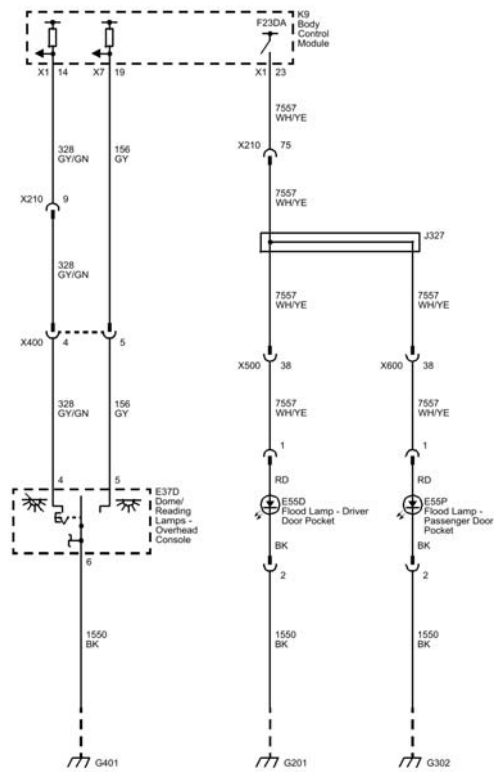 K9
Body
Control
Module
F23DA
X1 14
X7 19
X1 23
7557
WH/YE
328
GY/GN
156
GY
X210 75
X210 9
7557
WH/YE
J327
328
GY/GN
7557
WH/YE
7557
WH/YE
X400 4 5
X500 38
X600 38
328
GY/GN
156
GY
7557
WH/YE
7557
WH/YE
1
1
4
5
RD
RD
E37D
Dome/
Reading
Lamps -
Overhead
Console
E55D
Flood Lamp - Driver
Door Pocket
E55P
Flood Lamp -
Passenger Door
Pocket
BK
BK
6
2
2
1550
BK
1550
BK
1550
BK
G401
G201
G302